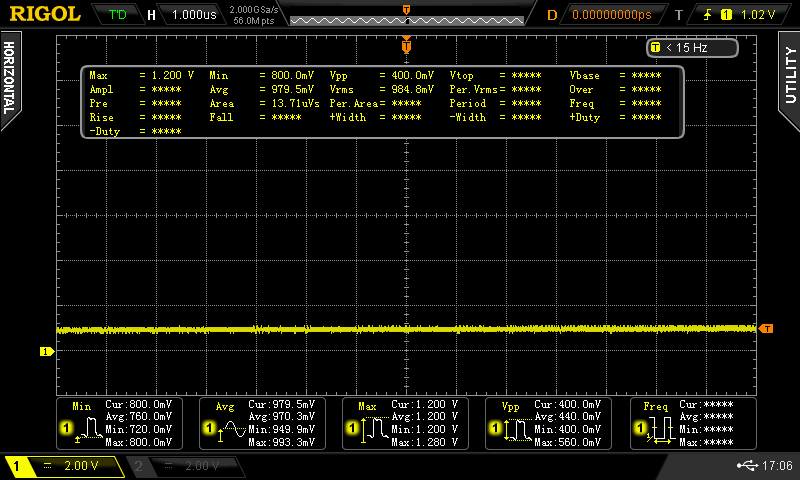 RIGOL T'D H 1.000us 2.000GSa/s 56.0M pts T D 0.00000000ps T 1 1.02 V
HORIZONTAL
UTILITY
T
T < 15 Hz
Max = 1.200 V Min = 800.0mV Vpp = 400.0mV Vtop = ***** Vbase = *****
Ampl = ***** Avg = 979.5mV Vrms = 984.8mV Per.Vrms= ***** Over = *****
Pre = ***** Area = 13.71uVs Per.Area= ***** Period = ***** Freq = *****
Rise = ***** Fall = ***** +Width = ***** -Width = ***** +Duty = *****
-Duty = *****
T
1
Min Cur:800.0mV Avg:760.0mV Min:720.0mV Max:800.0mV
1
Avg Cur:979.5mV Avg:970.3mV Min:949.9mV Max:993.3mV
1
Max Cur:1.200 V Avg:1.200 V Min:1.200 V Max:1.280 V
1
Vpp Cur:400.0mV Avg:440.0mV Min:400.0mV Max:560.0mV
1
Freq Cur:***** Avg:***** Min:***** Max:*****
1
1 2.00 V 2 2.00 V 17:06